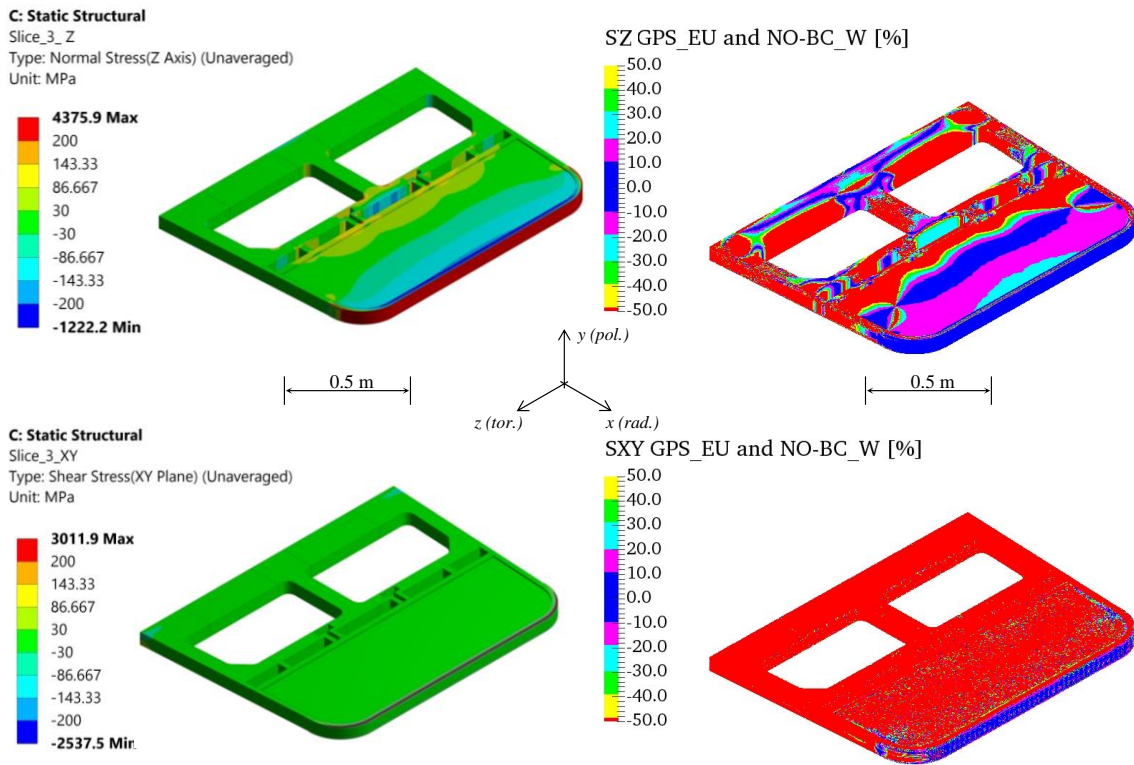 C: Static Structural
Slice_3_ Z
Type: Normal Stress(Z Axis) (Unaveraged)
Unit: MPa
4375.9 Max
200
143.33
86.667
30
-30
-86.667
-143.33
-200
-1222.2 Min
SZ GPS_EU and NO-BC_W [%]
50.0
40.0
30.0
20.0
10.0
0.0
-10.0
-20.0
-30.0
-40.0
-50.0
0.5 m
y (pol.)
z (tor.)
x (rad.)
0.5 m
C: Static Structural
Slice_3_XY
Type: Shear Stress(XY Plane) (Unaveraged)
Unit: MPa
3011.9 Max
200
143.33
86.667
30
-30
-86.667
-143.33
-200
-2537.5 Min
SXY GPS_EU and NO-BC_W [%]
50.0
40.0
30.0
20.0
10.0
0.0
-10.0
-20.0
-30.0
-40.0
-50.0